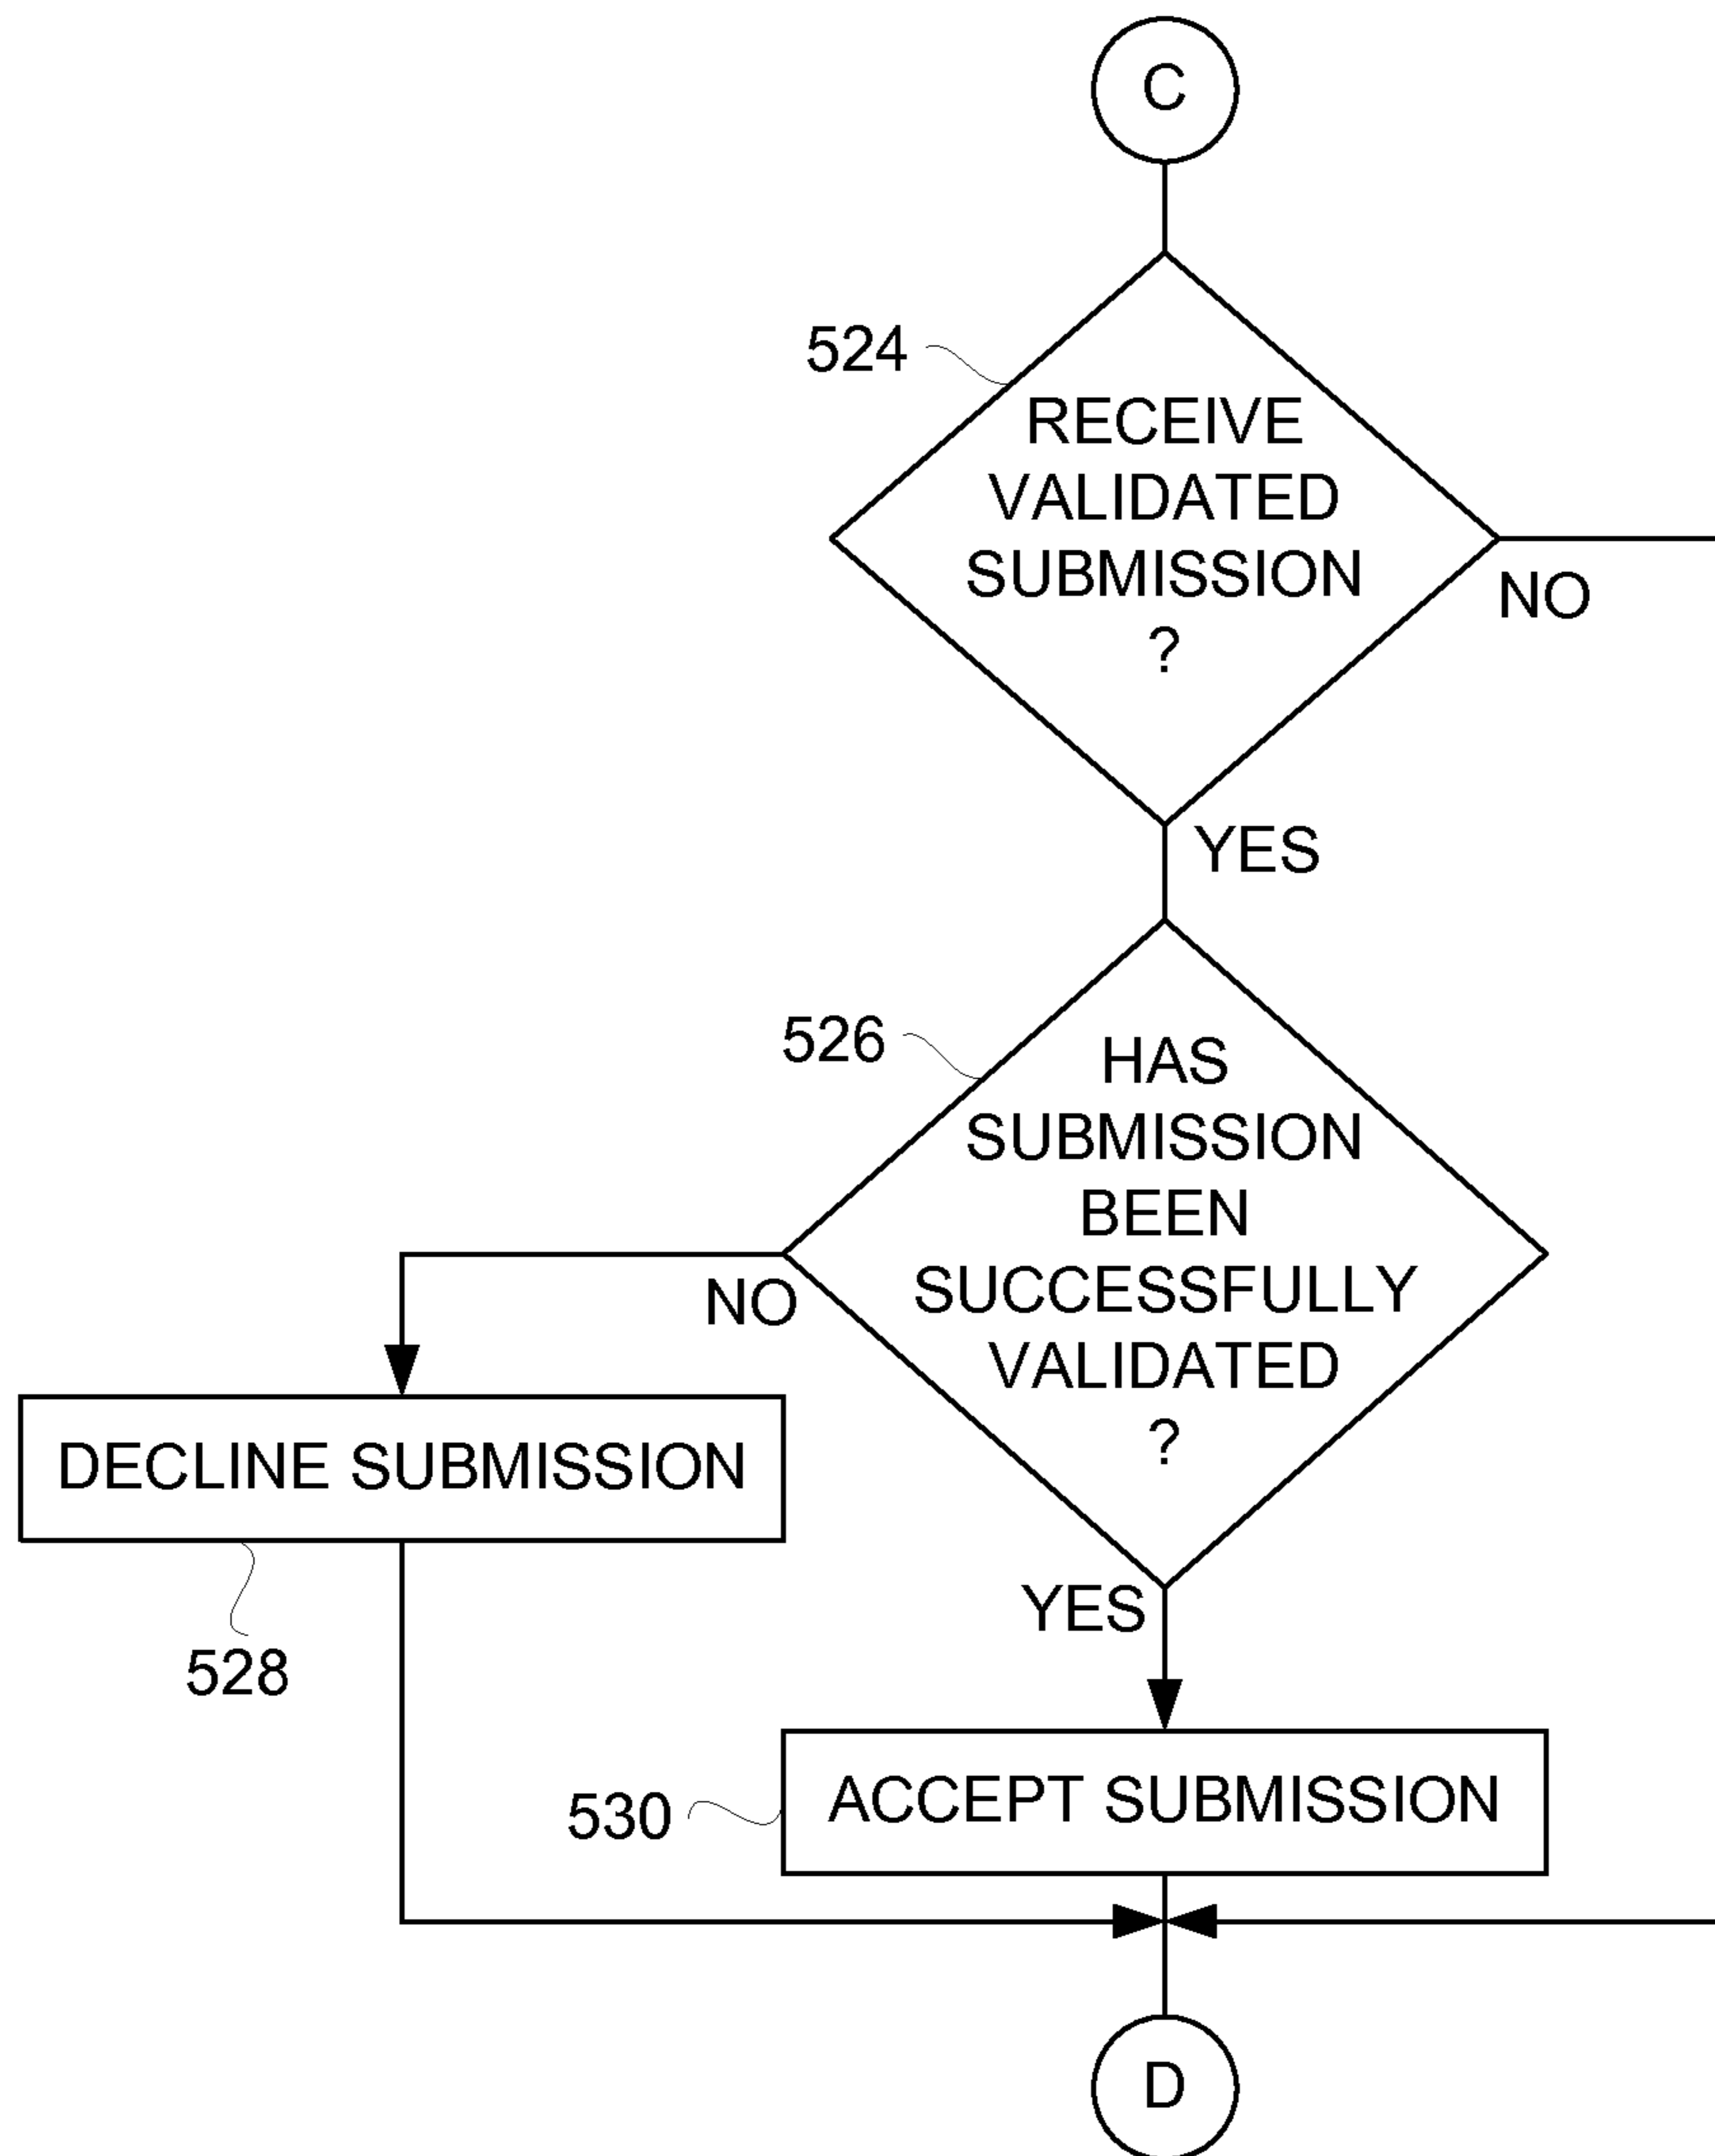 C
524
RECEIVE
VALIDATED
SUBMISSION
?
NO
YES
526
HAS
SUBMISSION
BEEN
SUCCESSFULLY
VALIDATED
?
NO
DECLINE SUBMISSION
YES
528
ACCEPT SUBMISSION
530
D